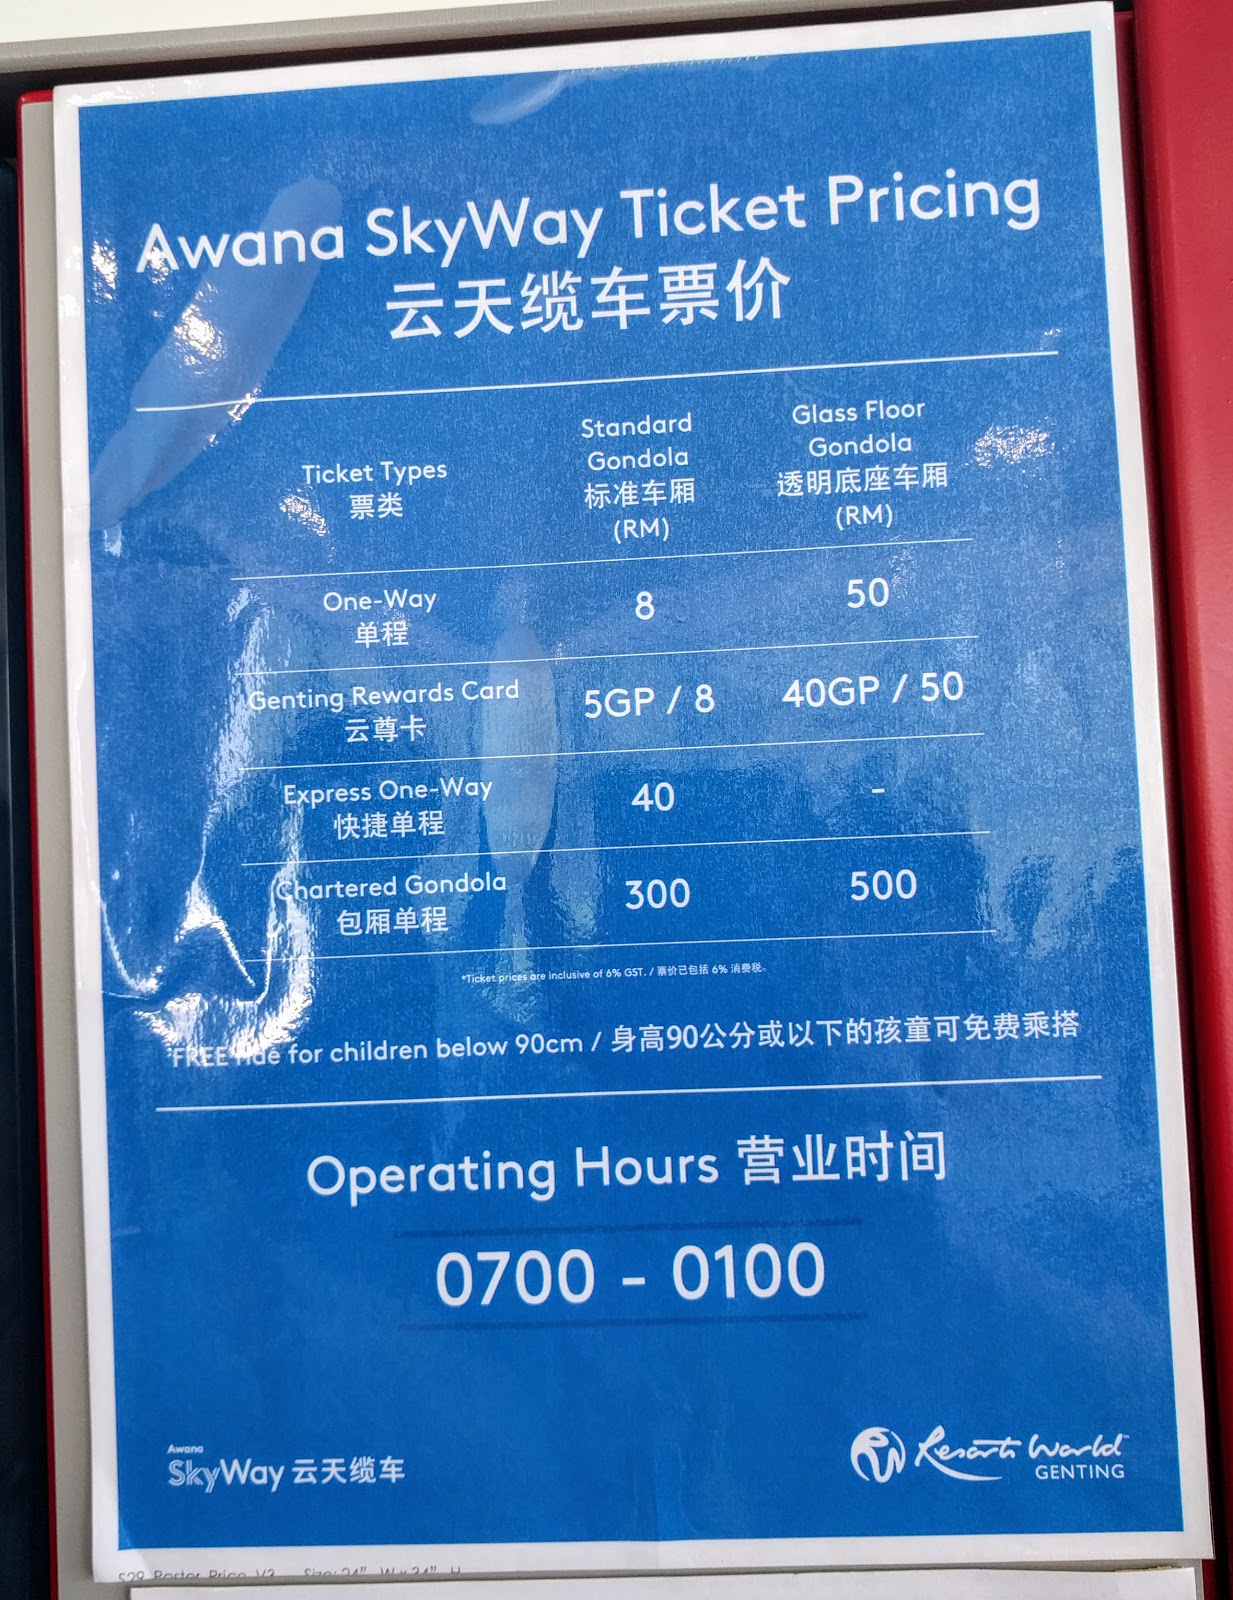 Awana SkyWay Ticket Pricing
云天缆车票价
Ticket Types
票类
Standard
Gondola
标准车厢
(RM)
Glass Floor
Gondola
透明底座车厢
(RM)
One-Way
单程
8
50
Genting Rewards Card
云尊卡
5GP / 8
40GP / 50
Express One-Way
快捷单程
40
-
Chartered Gondola
包厢单程
300
500
*Ticket prices are inclusive of 6% GST. / 票价已包括 6% 消费税。
*FREE ride for children below 90cm / 身高90公分或以下的孩童可免费乘搭
Operating Hours 营业时间
0700 - 0100
Awana
SkyWay 云天缆车
Resorts World™
GENTING